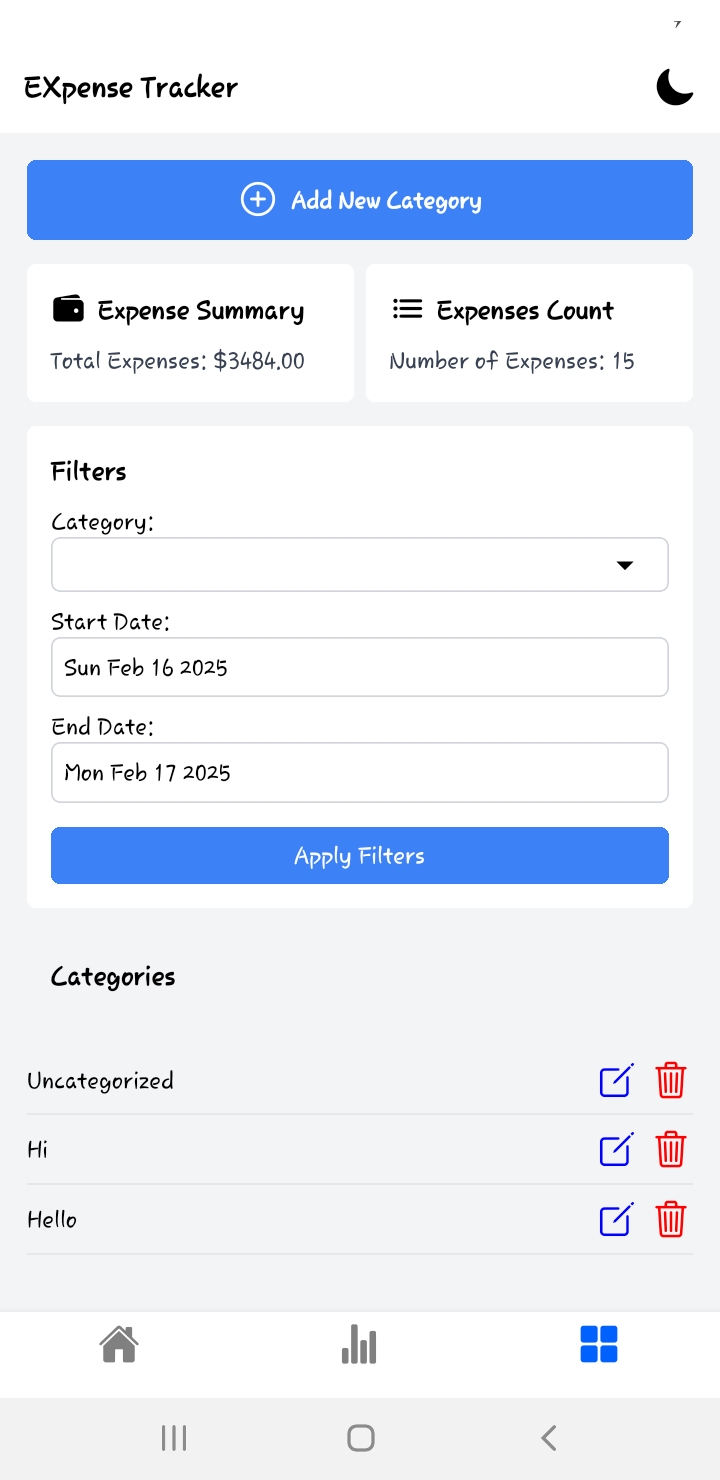 EXpense Tracker
Add New Category
Expense Summary
Total Expenses: $3484.00
Expenses Count
Number of Expenses: 15
Filters
Category:
Start Date:
Sun Feb 16 2025
End Date:
Mon Feb 17 2025
Apply Filters
Categories
Uncategorized
Hi
Hello